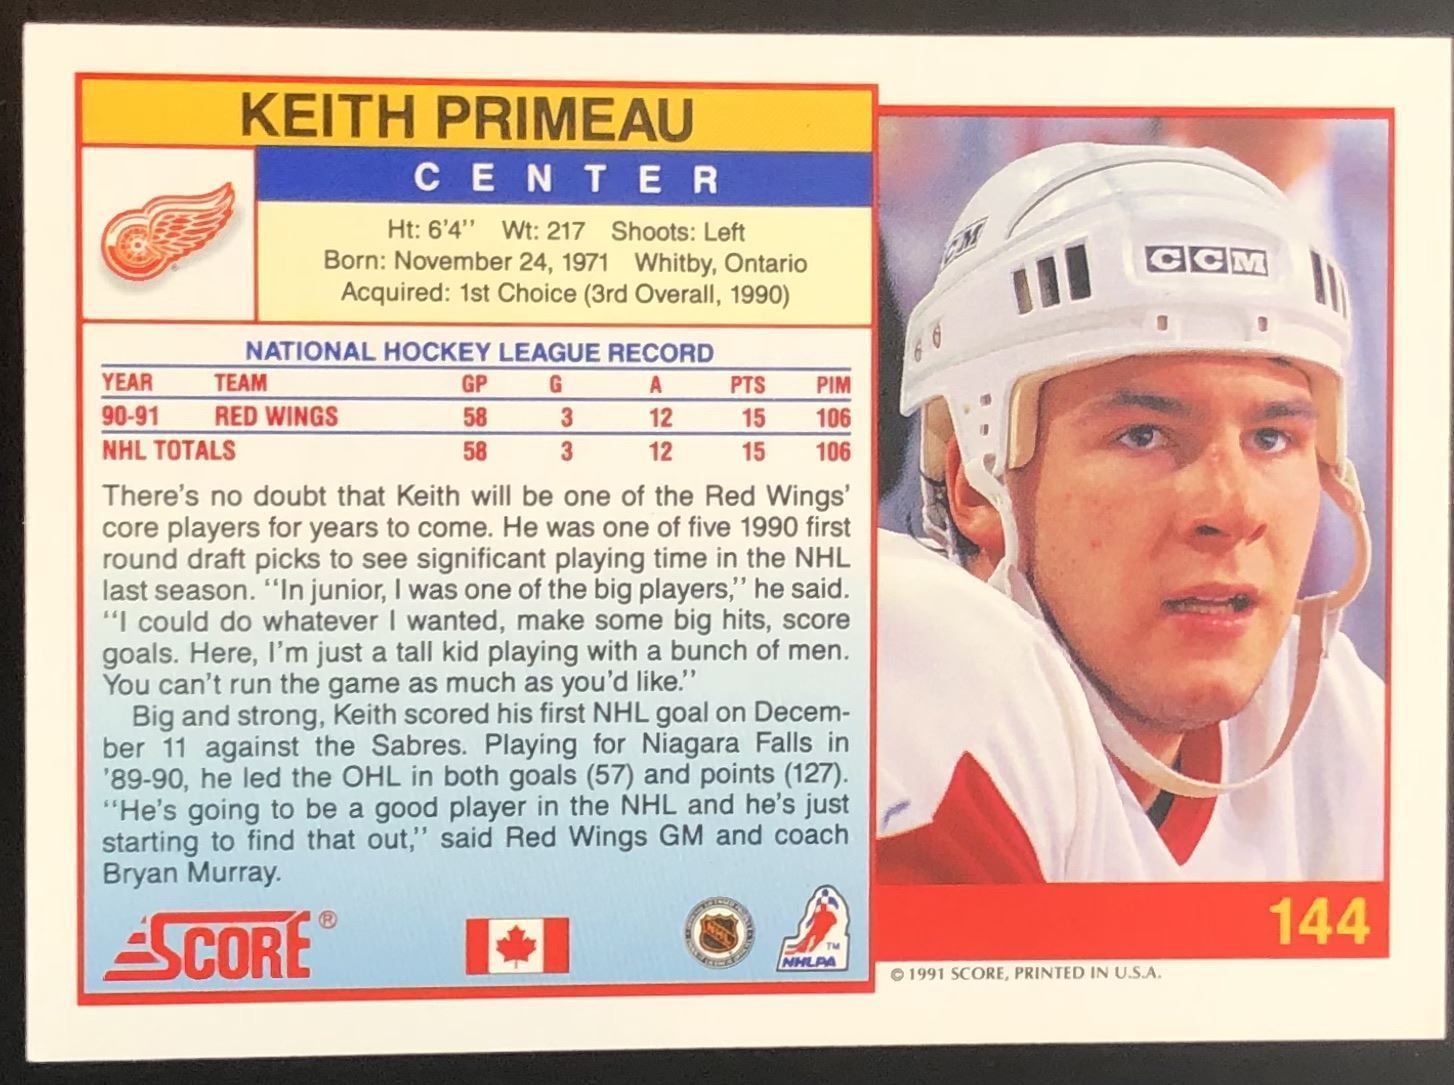 KEITH PRIMEAU
CENTER
Ht: 6'4'' Wt: 217 Shoots: Left
Born: November 24, 1971 Whitby, Ontario
Acquired: 1st Choice (3rd Overall, 1990)
NATIONAL HOCKEY LEAGUE RECORD
YEAR TEAM GP G A PTS PIM
90-91 RED WINGS 58 3 12 15 106
NHL TOTALS 58 3 12 15 106
There's no doubt that Keith will be one of the Red Wings'
core players for years to come. He was one of five 1990 first
round draft picks to see significant playing time in the NHL
last season. ''In junior, I was one of the big players,'' he said.
''I could do whatever I wanted, make some big hits, score
goals. Here, I'm just a tall kid playing with a bunch of men.
You can't run the game as much as you'd like.''
Big and strong, Keith scored his first NHL goal on Decem-
ber 11 against the Sabres. Playing for Niagara Falls in
'89-90, he led the OHL in both goals (57) and points (127).
''He's going to be a good player in the NHL and he's just
starting to find that out,'' said Red Wings GM and coach
Bryan Murray.
SCORE®
NHL
TM
NHLPA
CCM
CCM
144
© 1991 SCORE, PRINTED IN U.S.A.